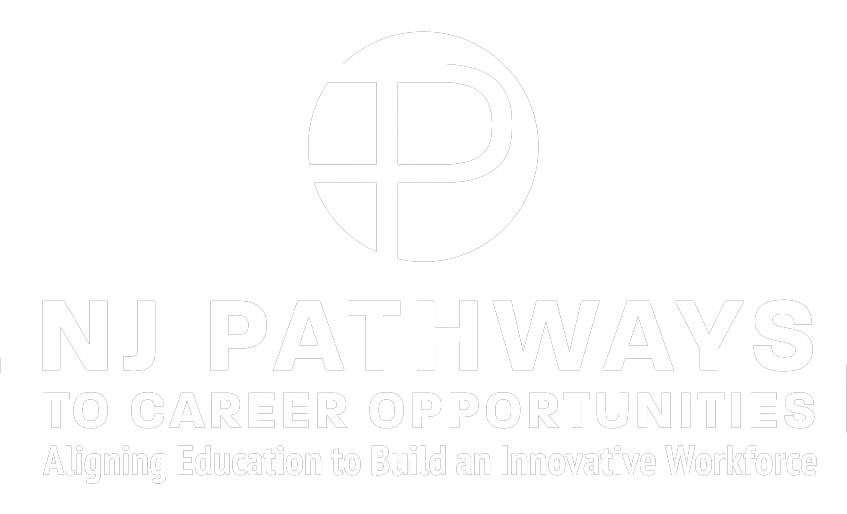 NJ PATHWAYS
TO CAREER OPPORTUNITIES
Aligning Education to Build an Innovative Workforce